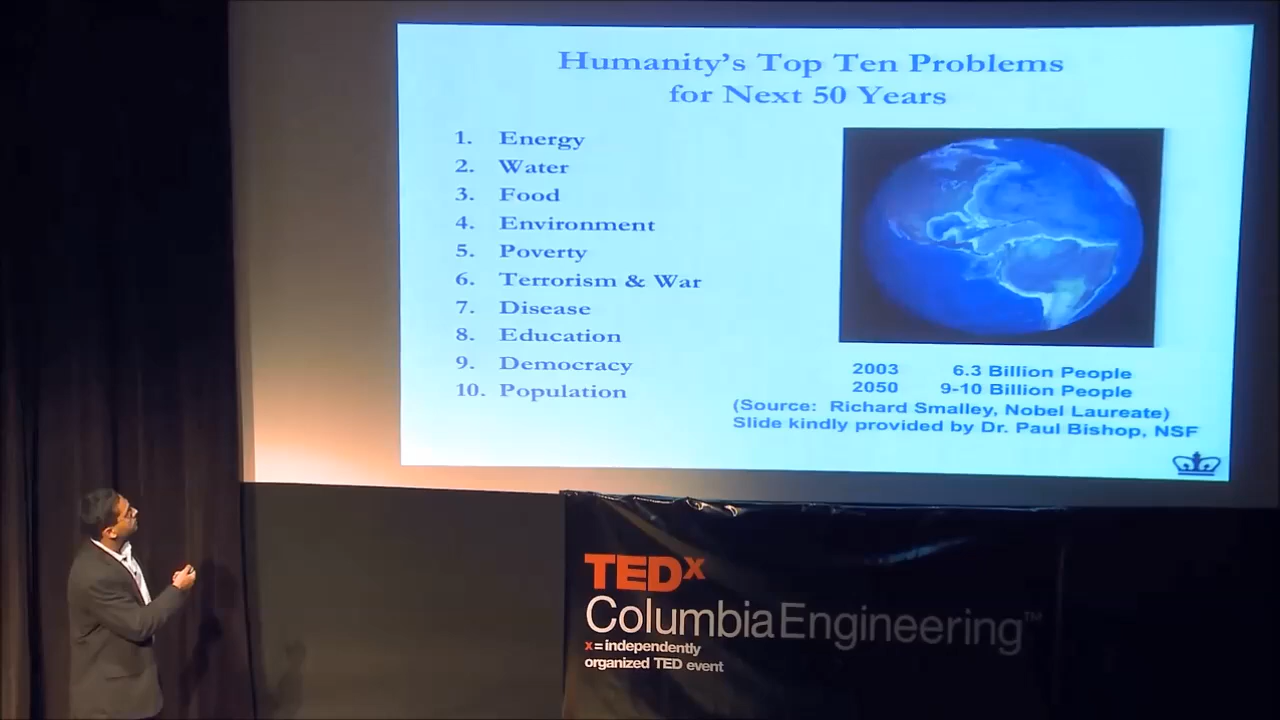 Humanity's Top Ten Problems
for Next 50 Years
1. Energy
2. Water
3. Food
4. Environment
5. Poverty
6. Terrorism & War
7. Disease
8. Education
9. Democracy
10. Population
2003 6.3 Billion People
2050 9-10 Billion People
(Source: Richard Smalley, Nobel Laureate)
Slide kindly provided by Dr. Paul Bishop, NSF
TEDx
ColumbiaEngineering™
x=independently
organized TED event